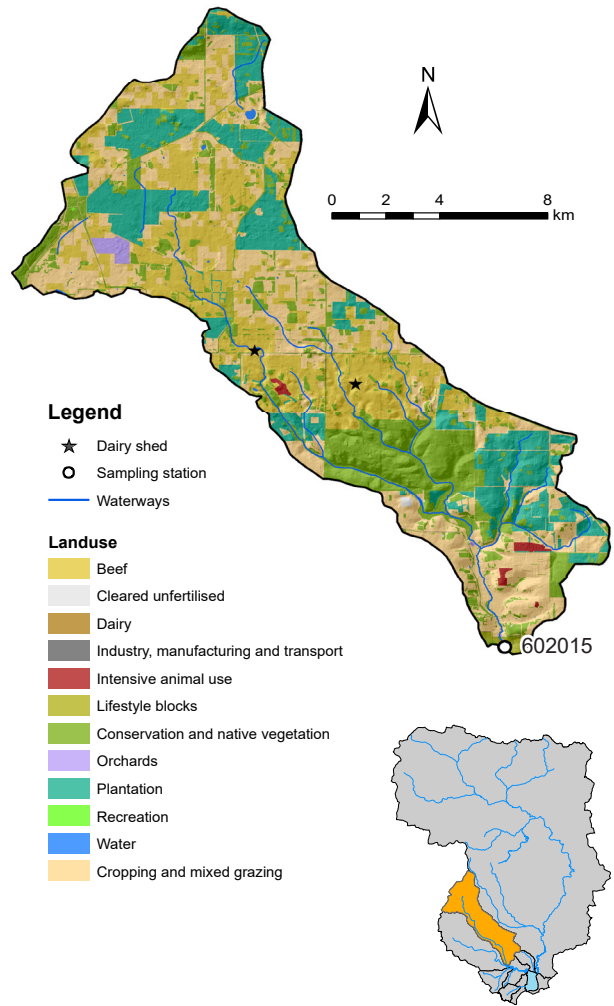 N
0 2 4 8
km
Legend
Dairy shed
Sampling station
Waterways
Landuse
Beef
Cleared unfertilised
Dairy
Industry, manufacturing and transport
Intensive animal use
Lifestyle blocks
Conservation and native vegetation
Orchards
Plantation
Recreation
Water
Cropping and mixed grazing
602015